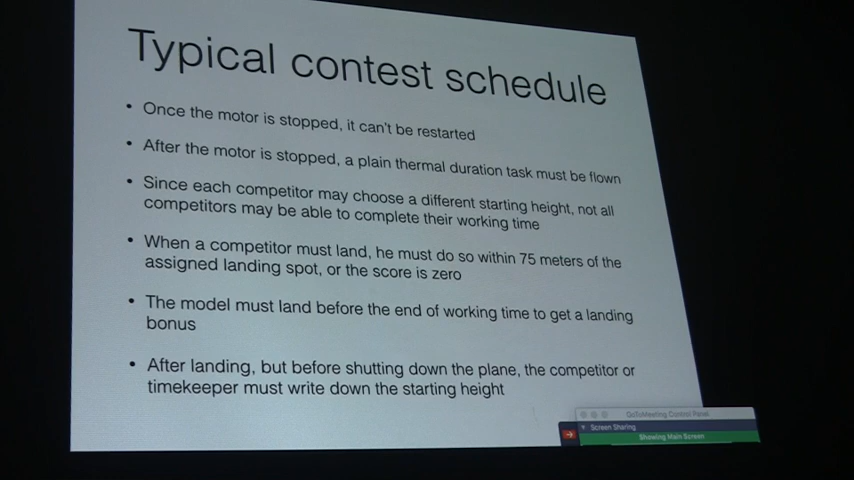 Typical contest schedule
• Once the motor is stopped, it can't be restarted
• After the motor is stopped, a plain thermal duration task must be flown
• Since each competitor may choose a different starting height, not all
competitors may be able to complete their working time
• When a competitor must land, he must do so within 75 meters of the
assigned landing spot, or the score is zero
• The model must land before the end of working time to get a landing
bonus
• After landing, but before shutting down the plane, the competitor or
timekeeper must write down the starting height
GoToMeeting Control Panel
Screen Sharing
Showing Main Screen